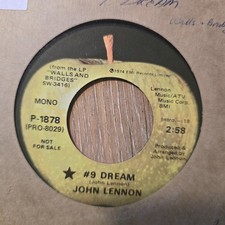 (from the LP,
"WALLS AND
BRIDGES"
SW-3416)
MONO
P-1878
(PRO-8029)
NOT
FOR SALE
Lennon
Music/ATV
Music Corp.
BMI
2:58
Produced and
Arranged by
John Lennon
#9 DREAM
(John Lennon)
JOHN LENNON